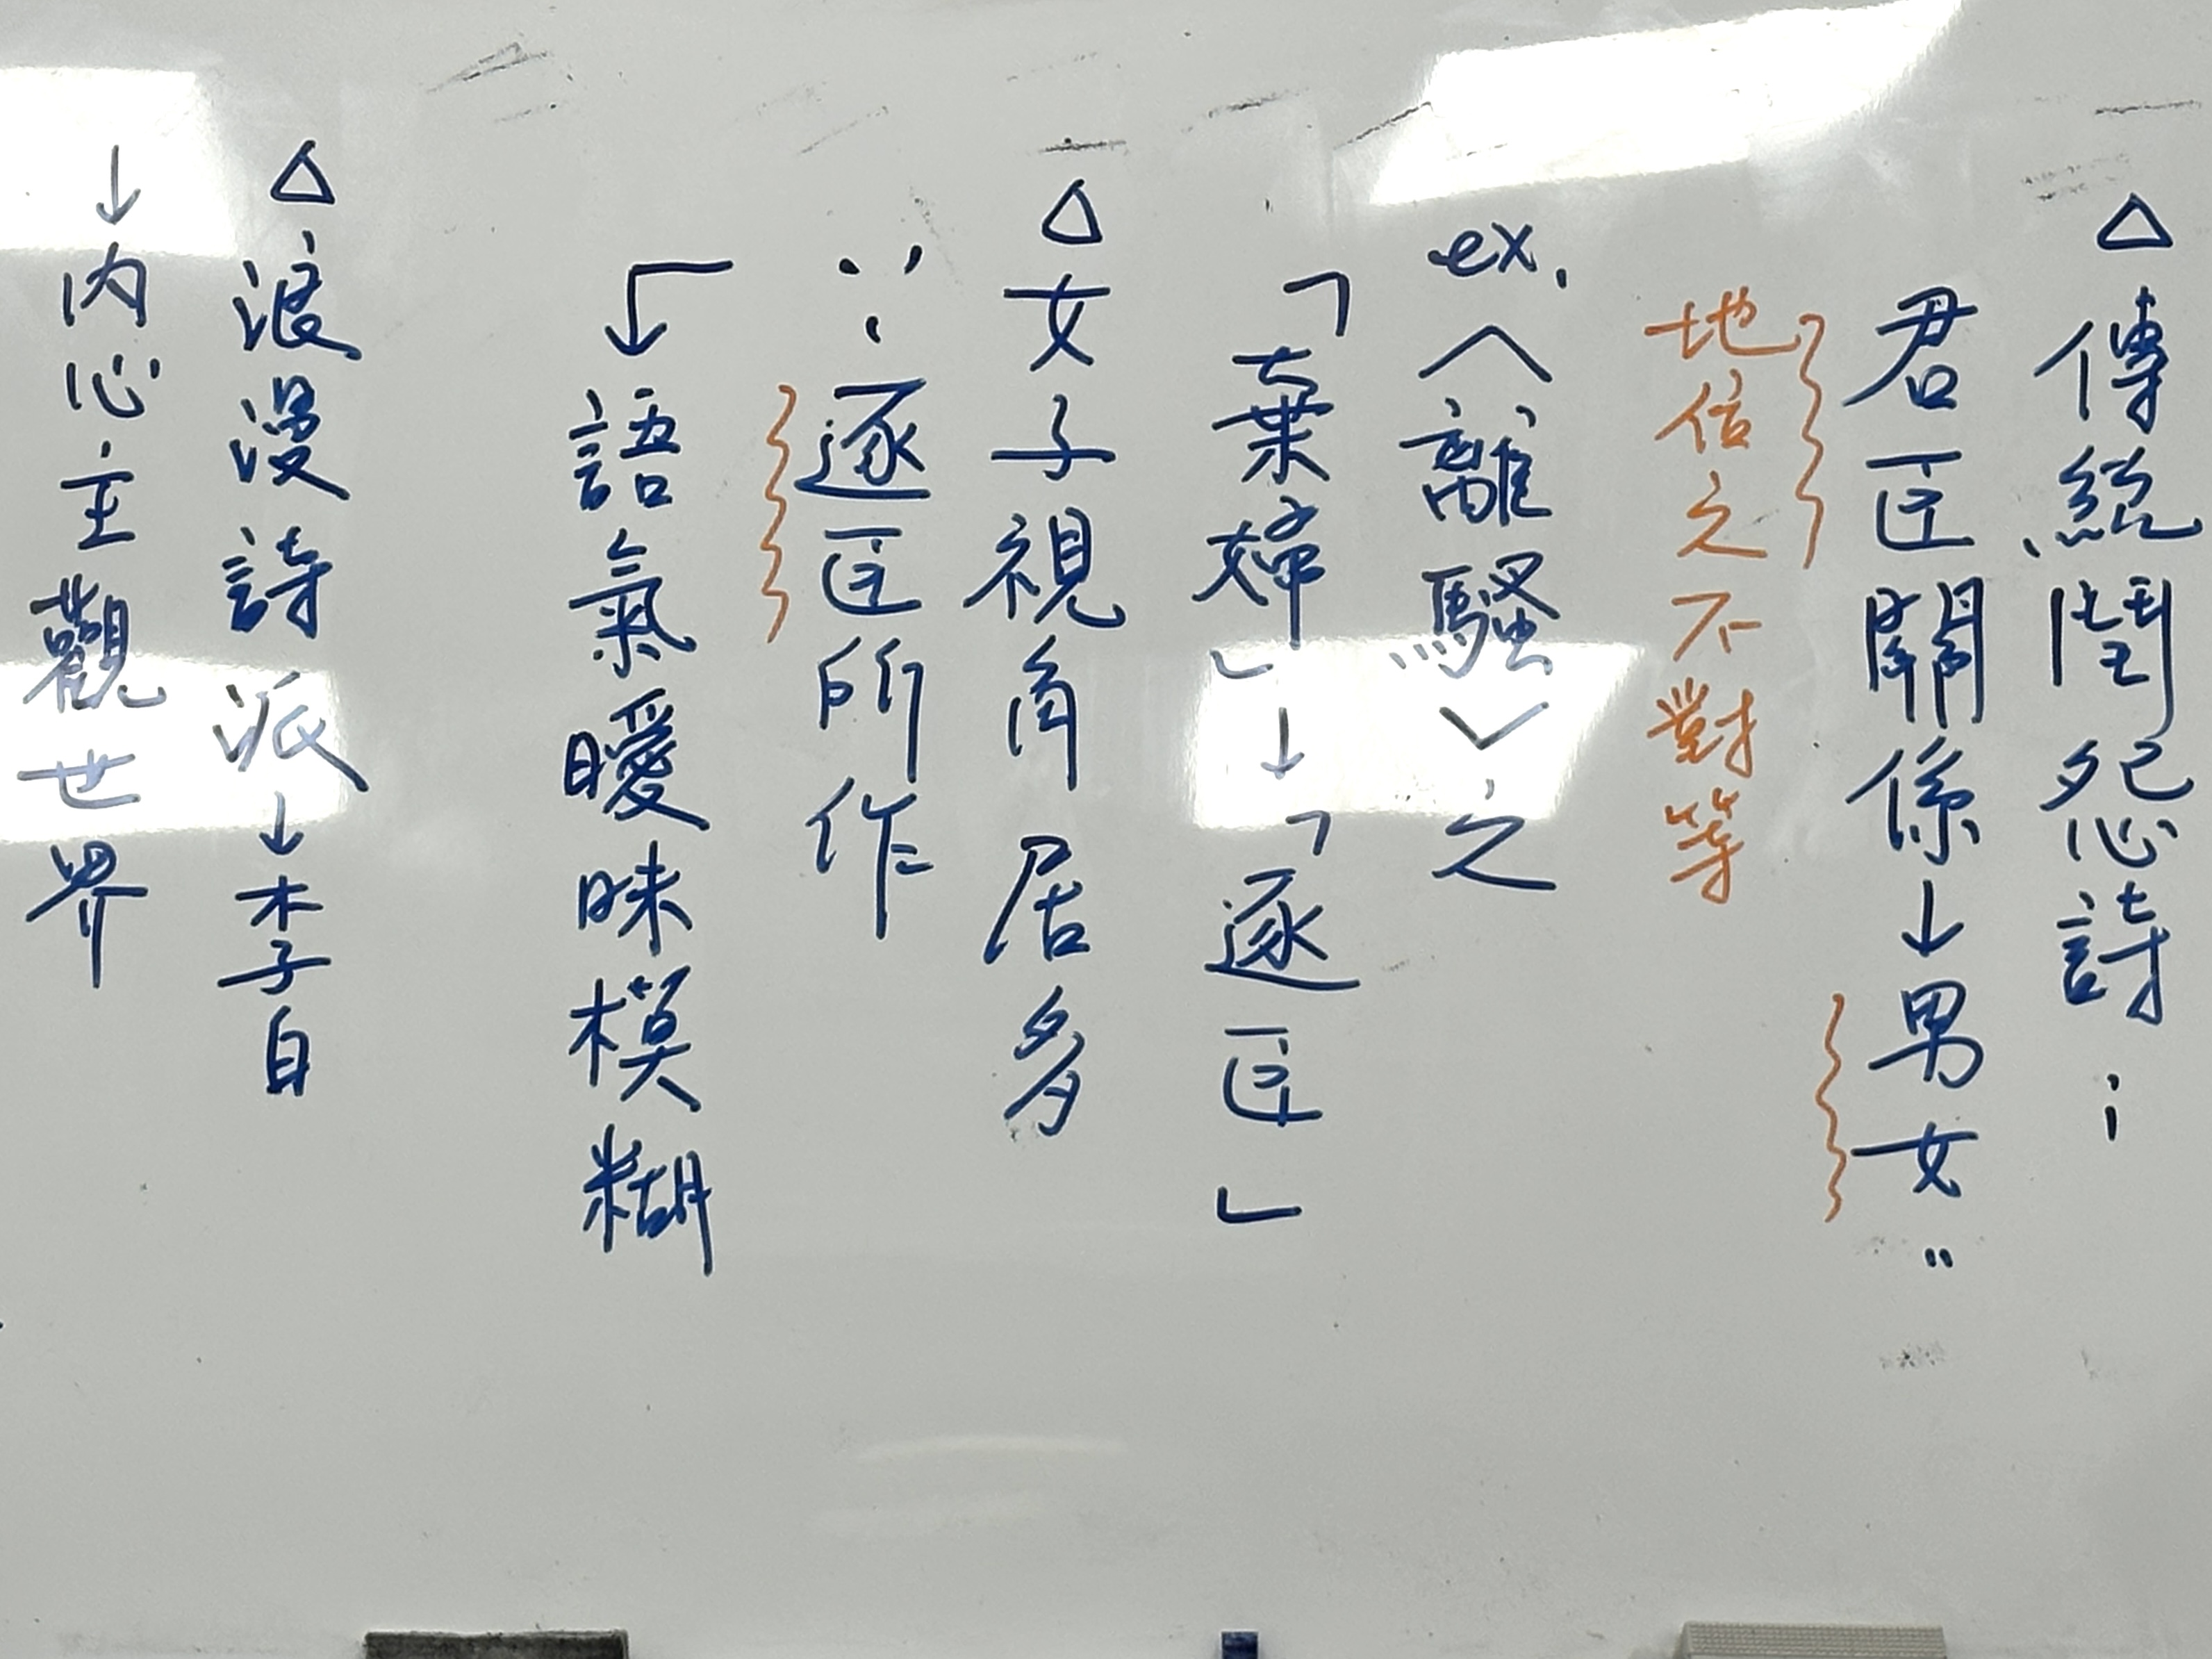 △傳統閨怨詩：
君臣關係→男女"
地位之不對等
ex.〈離騷〉之
「棄婦」→「逐臣」
△女子視角居多
∵逐臣所作
→語氣曖昧模糊
△浪漫詩派→李白
→內心主觀世界